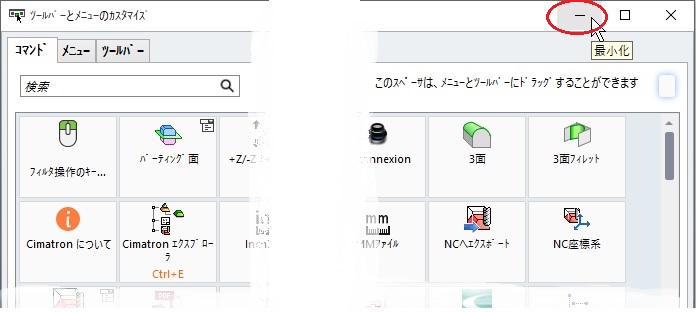 ﾂｰﾙﾊﾞｰとﾒﾆｭｰのｶｽﾀﾏｲｽﾞ
最小化
ｺﾏﾝﾄﾞ ﾒﾆｭｰ ﾂｰﾙﾊﾞｰ
検索
このｽﾍﾟｰｻは、ﾒﾆｭｰとﾂｰﾙﾊﾞｰにﾄﾞﾗｯｸﾞすることができます
ﾌｨﾙﾀ操作のｷｰ...
ﾊﾟｰﾃｨﾝｸﾞ面
+Z/-Z
onnexion
3面
3面ﾌｨﾚｯﾄ
Cimatron について
Cimatron ｴｸｽﾌﾟﾛｰ
ﾗ
Ctrl+E
mm
MMﾌｧｲﾙ
NCへｴｸｽﾎﾟｰﾄ
NC座標系
PDF